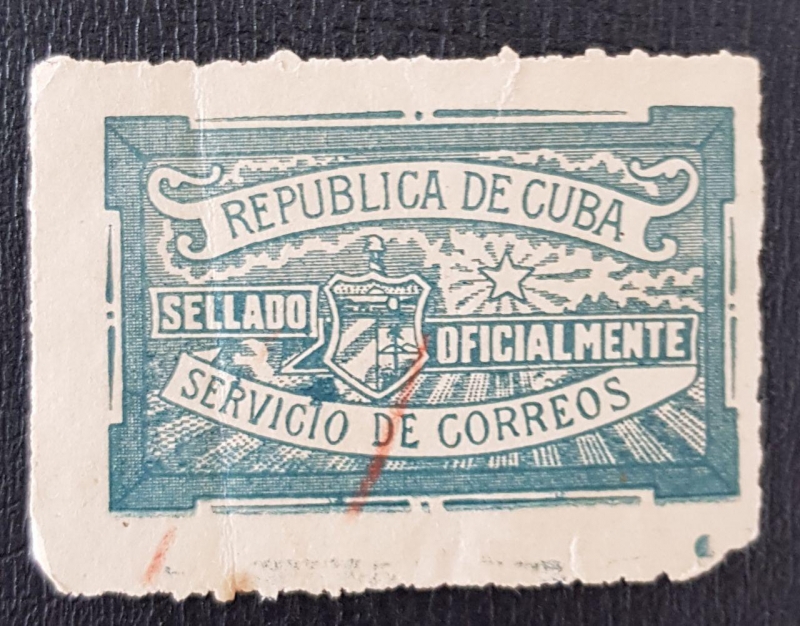 REPUBLICA DE CUBA
SELLADO OFICIALMENTE
SERVICIO DE CORREOS